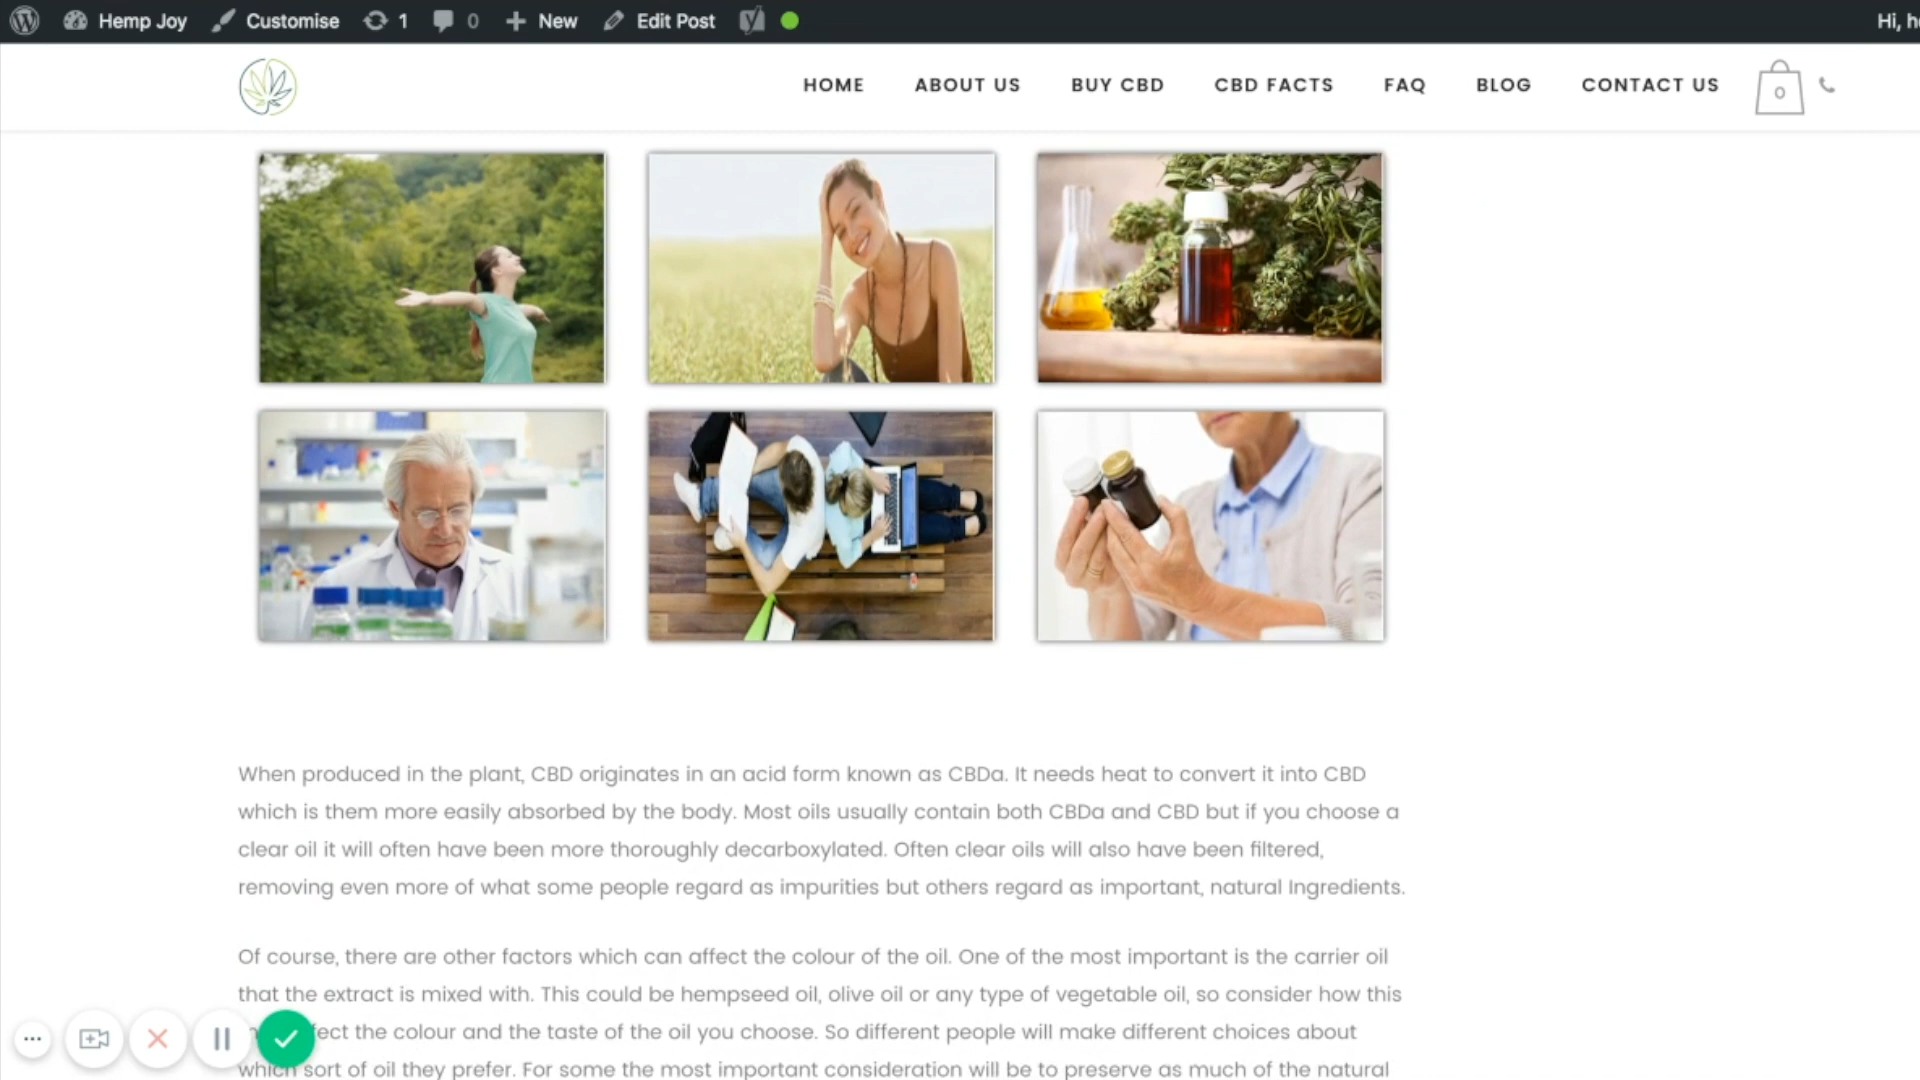 Hemp Joy Customise 1 0 New Edit Post Hi, h
HOME ABOUT US BUY CBD CBD FACTS FAQ BLOG CONTACT US 0
When produced in the plant, CBD originates in an acid form known as CBDa. It needs heat to convert it into CBD
which is them more easily absorbed by the body. Most oils usually contain both CBDa and CBD but if you choose a
clear oil it will often have been more thoroughly decarboxylated. Often clear oils will also have been filtered,
removing even more of what some people regard as impurities but others regard as important, natural Ingredients.
Of course, there are other factors which can affect the colour of the oil. One of the most important is the carrier oil
that the extract is mixed with. This could be hempseed oil, olive oil or any type of vegetable oil, so consider how this
fect the colour and the taste of the oil you choose. So different people will make different choices about
which sort of oil they prefer. For some the most important consideration will be to preserve as much of the natural